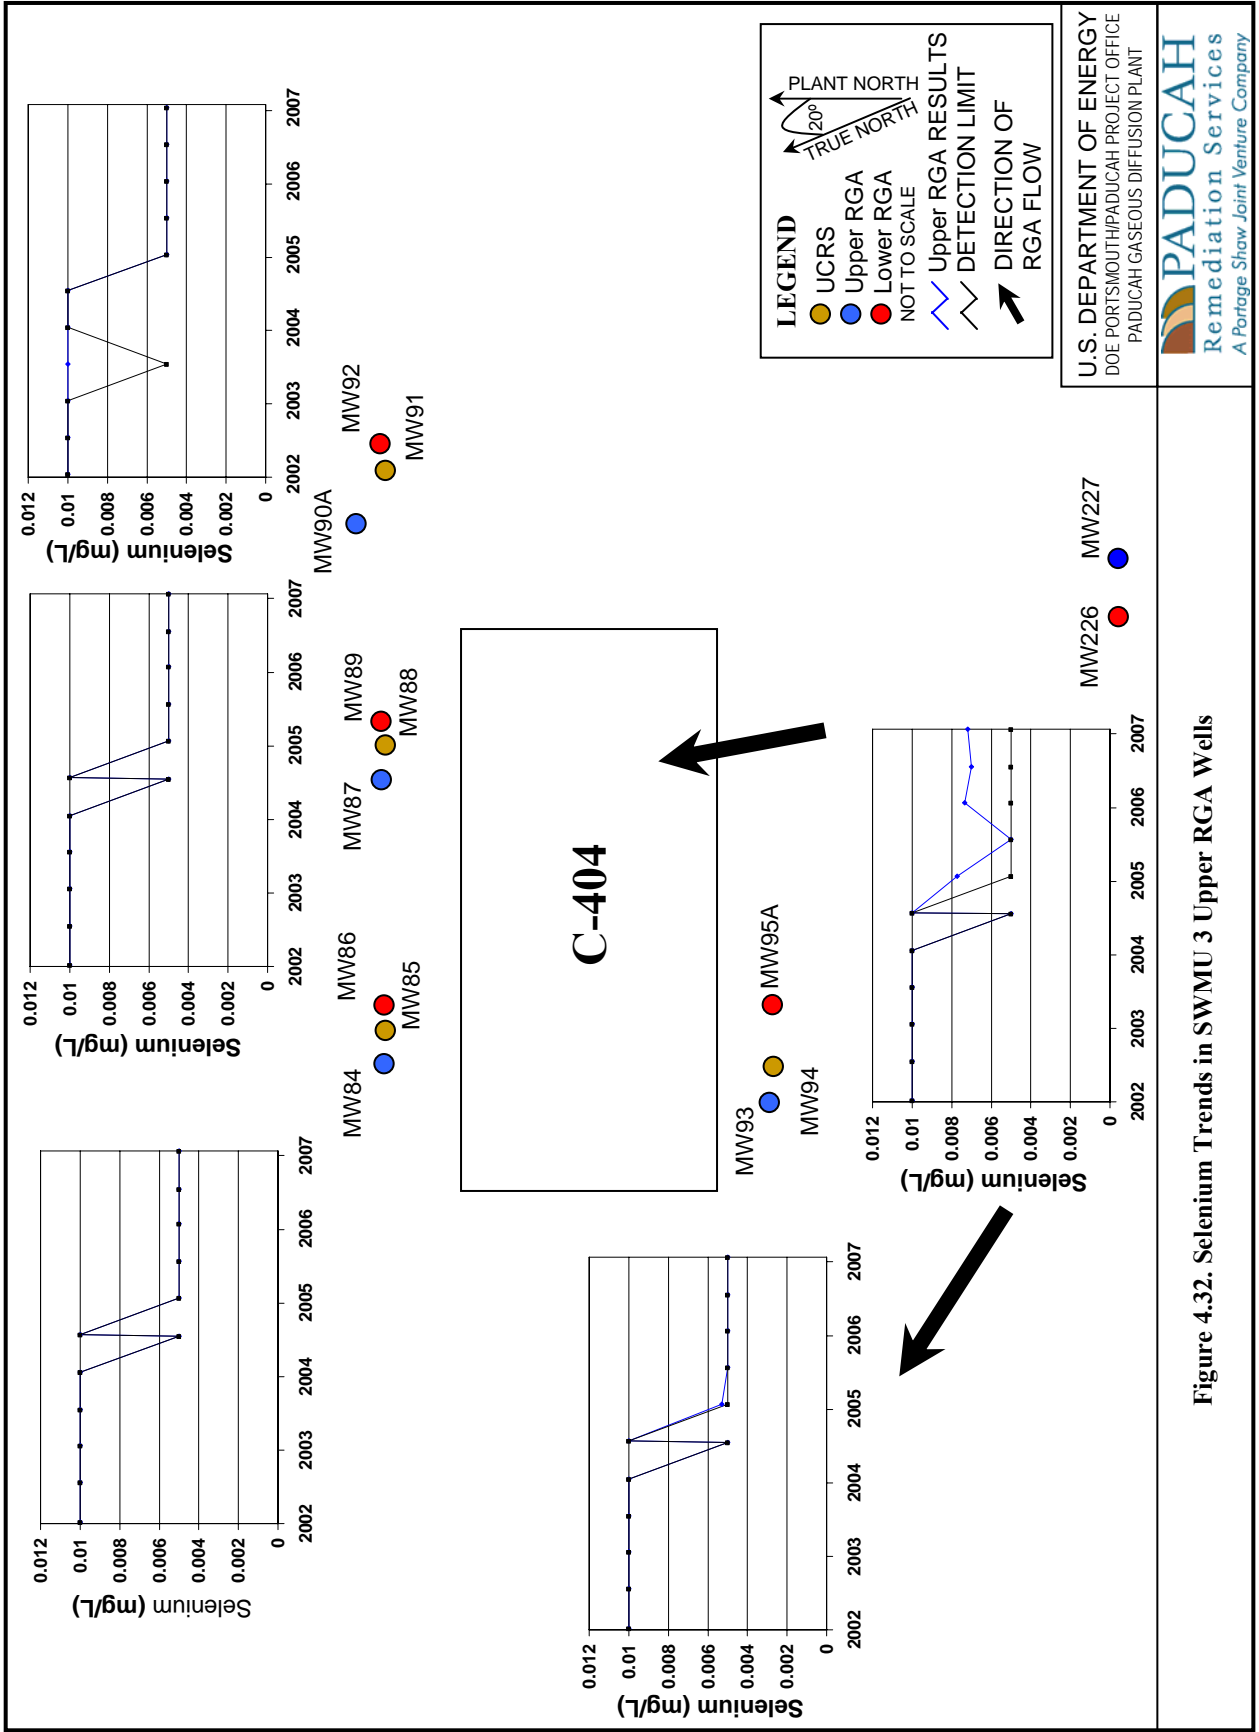 0.012
0.01
0.008
0.006
0.004
0.002
0
Selenium (mg/L)
2002
2003
2004
2005
2006
2007
0.012
0.01
0.008
0.006
0.004
0.002
0
Selenium (mg/L)
2002
2003
2004
2005
2006
2007
0.012
0.01
0.008
0.006
0.004
0.002
0
Selenium (mg/L)
2002
2003
2004
2005
2006
2007
MW84
MW86
MW85
MW87
MW89
MW88
MW90A
MW92
MW91
C-404
MW93
MW94
MW95A
MW226
MW227
0.012
0.01
0.008
0.006
0.004
0.002
0
Selenium (mg/L)
2002
2003
2004
2005
2006
2007
0.012
0.01
0.008
0.006
0.004
0.002
0
Selenium (mg/L)
2002
2003
2004
2005
2006
2007
LEGEND
UCRS
Upper RGA
Lower RGA
NOT TO SCALE
Upper RGA RESULTS
DETECTION LIMIT
DIRECTION OF
RGA FLOW
PLANT NORTH
20º
TRUE NORTH
U.S. DEPARTMENT OF ENERGY
DOE PORTSMOUTH/PADUCAH PROJECT OFFICE
PADUCAH GASEOUS DIFFUSION PLANT
PADUCAH
Remediation Services
A Portage Shaw Joint Venture Company
Figure 4.32. Selenium Trends in SWMU 3 Upper RGA Wells